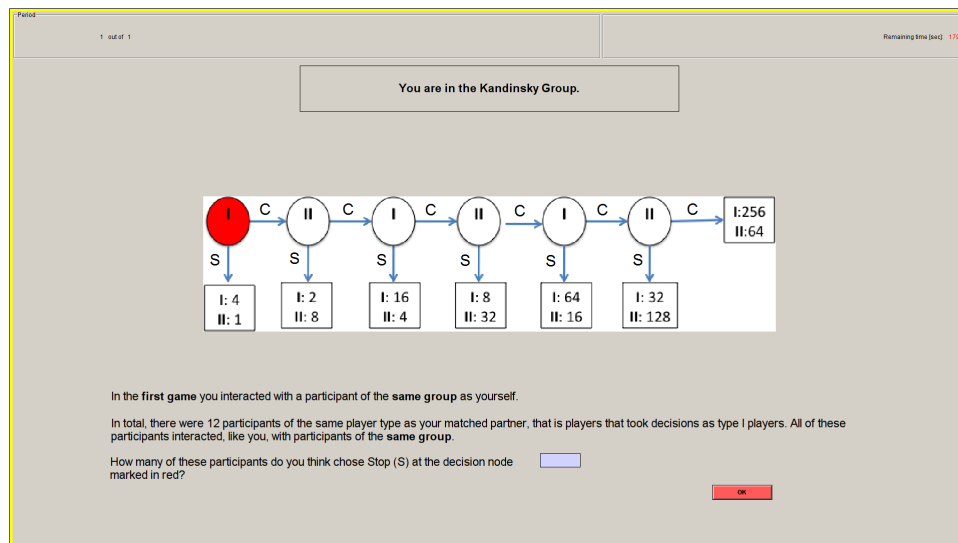 Period
1 out of 1
Remaining time [sec]: 179
You are in the Kandinsky Group.
I C II C I C II C I C II C I:256
II:64
S S S S S S
I: 4 I: 2 I: 16 I: 8 I: 64 I: 32
II: 1 II: 8 II: 4 II: 32 II: 16 II: 128
In the first game you interacted with a participant of the same group as yourself.
In total, there were 12 participants of the same player type as your matched partner, that is players that took decisions as type I players. All of these
participants interacted, like you, with participants of the same group.
How many of these participants do you think chose Stop (S) at the decision node
marked in red?
OK